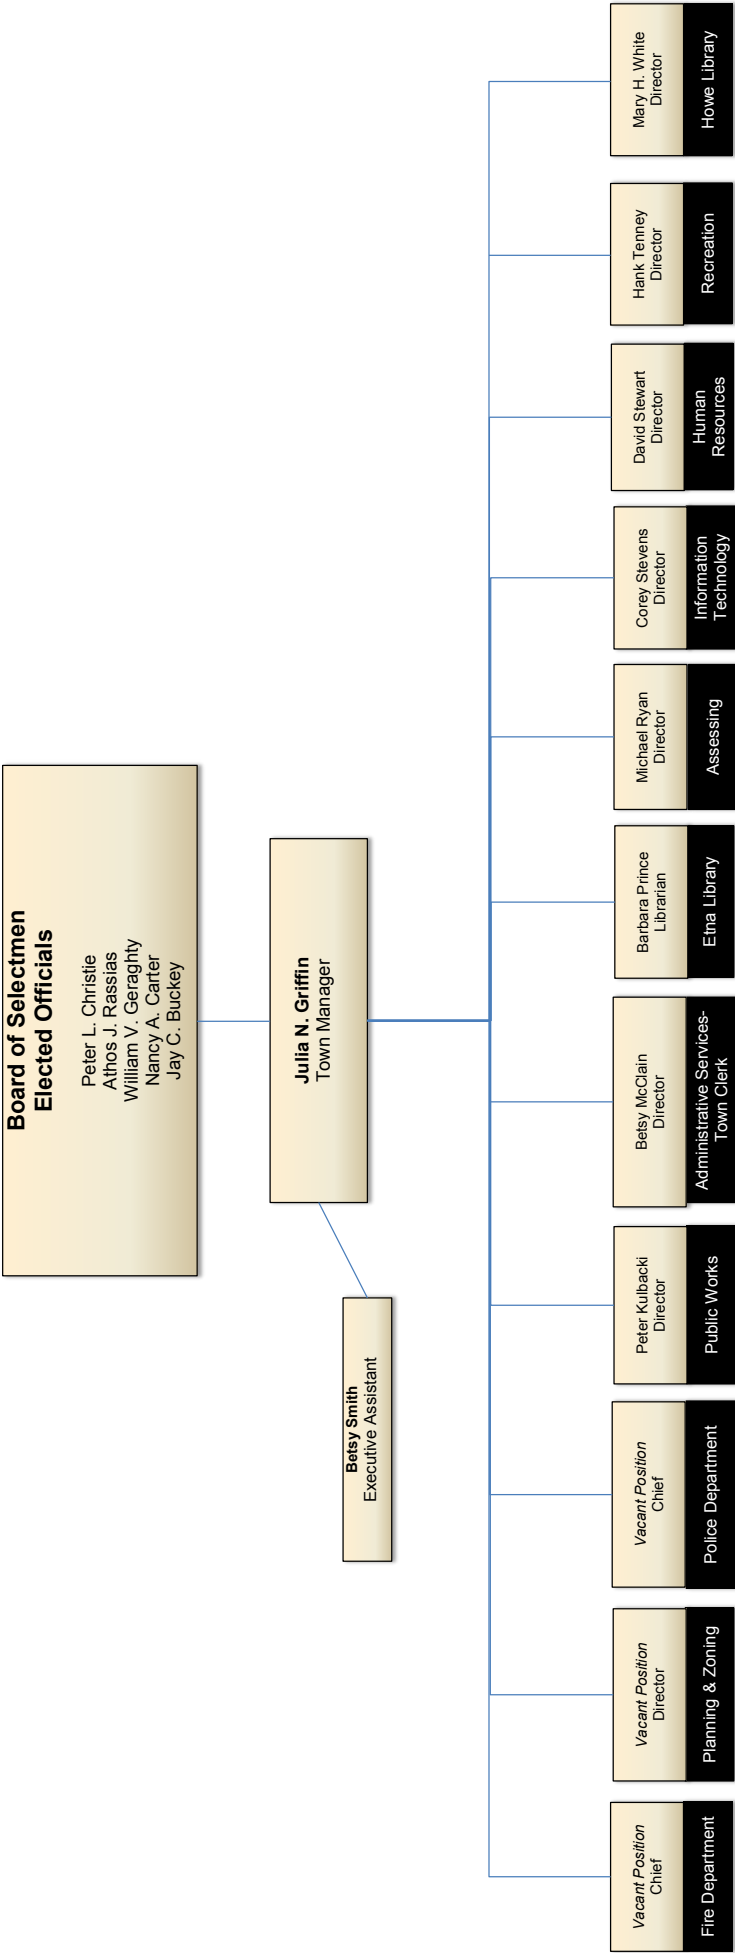 Board of Selectmen
Elected Officials
Peter L. Christie
Athos J. Rassias
William V. Geraghty
Nancy A. Carter
Jay C. Buckey
Julia N. Griffin
Town Manager
Betsy Smith
Executive Assistant
Vacant Position
Chief
Fire Department
Vacant Position
Director
Planning & Zoning
Vacant Position
Chief
Police Department
Peter Kulbacki
Director
Public Works
Betsy McClain
Director
Administrative Services-
Town Clerk
Barbara Prince
Librarian
Etna Library
Michael Ryan
Director
Assessing
Corey Stevens
Director
Information
Technology
David Stewart
Director
Human
Resources
Hank Tenney
Director
Recreation
Mary H. White
Director
Howe Library